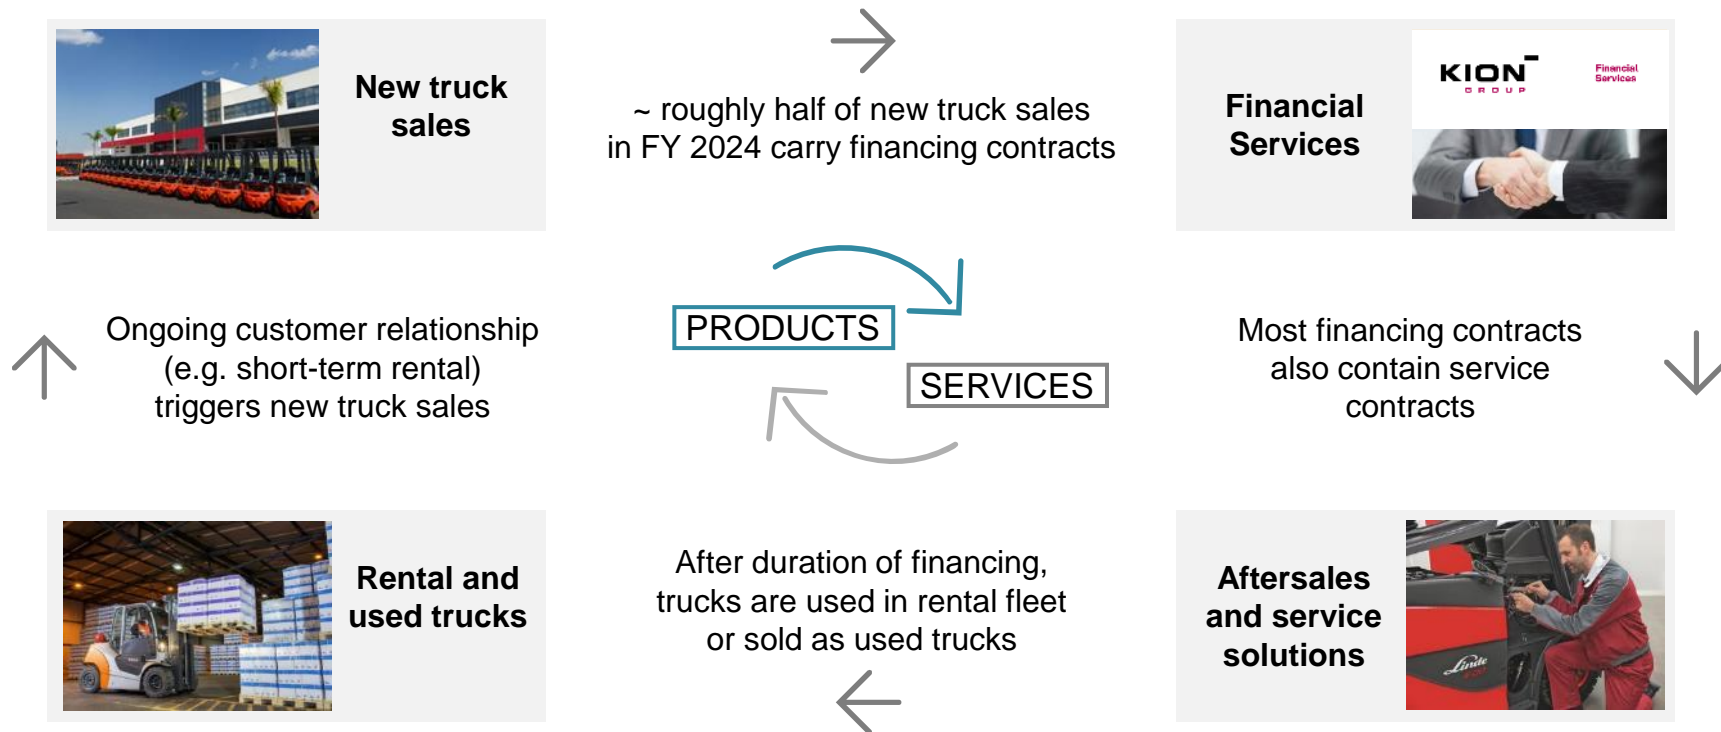 New truck
sales
~ roughly half of new truck sales
in FY 2024 carry financing contracts
Financial
Services
KION
GROUP
Financial
Services
Ongoing customer relationship
(e.g. short-term rental)
triggers new truck sales
PRODUCTS
SERVICES
Most financing contracts
also contain service
contracts
Rental and
used trucks
After duration of financing,
trucks are used in rental fleet
or sold as used trucks
Aftersales
and service
solutions
Linde